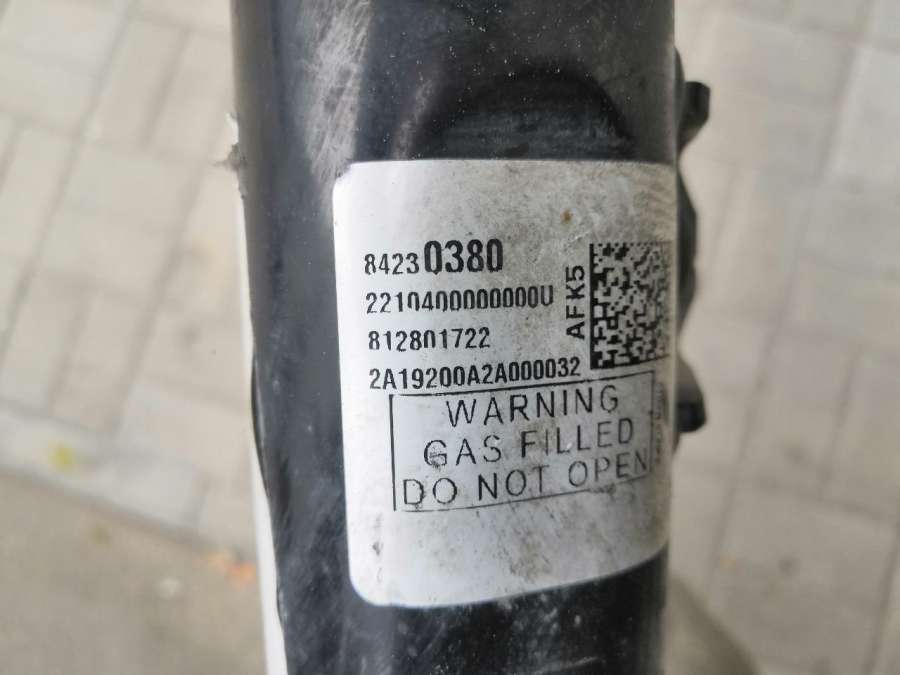 84230380
2210400000000U
812801722
2A19200A2A000032
AFK5
WARNING
GAS FILLED
DO NOT OPEN